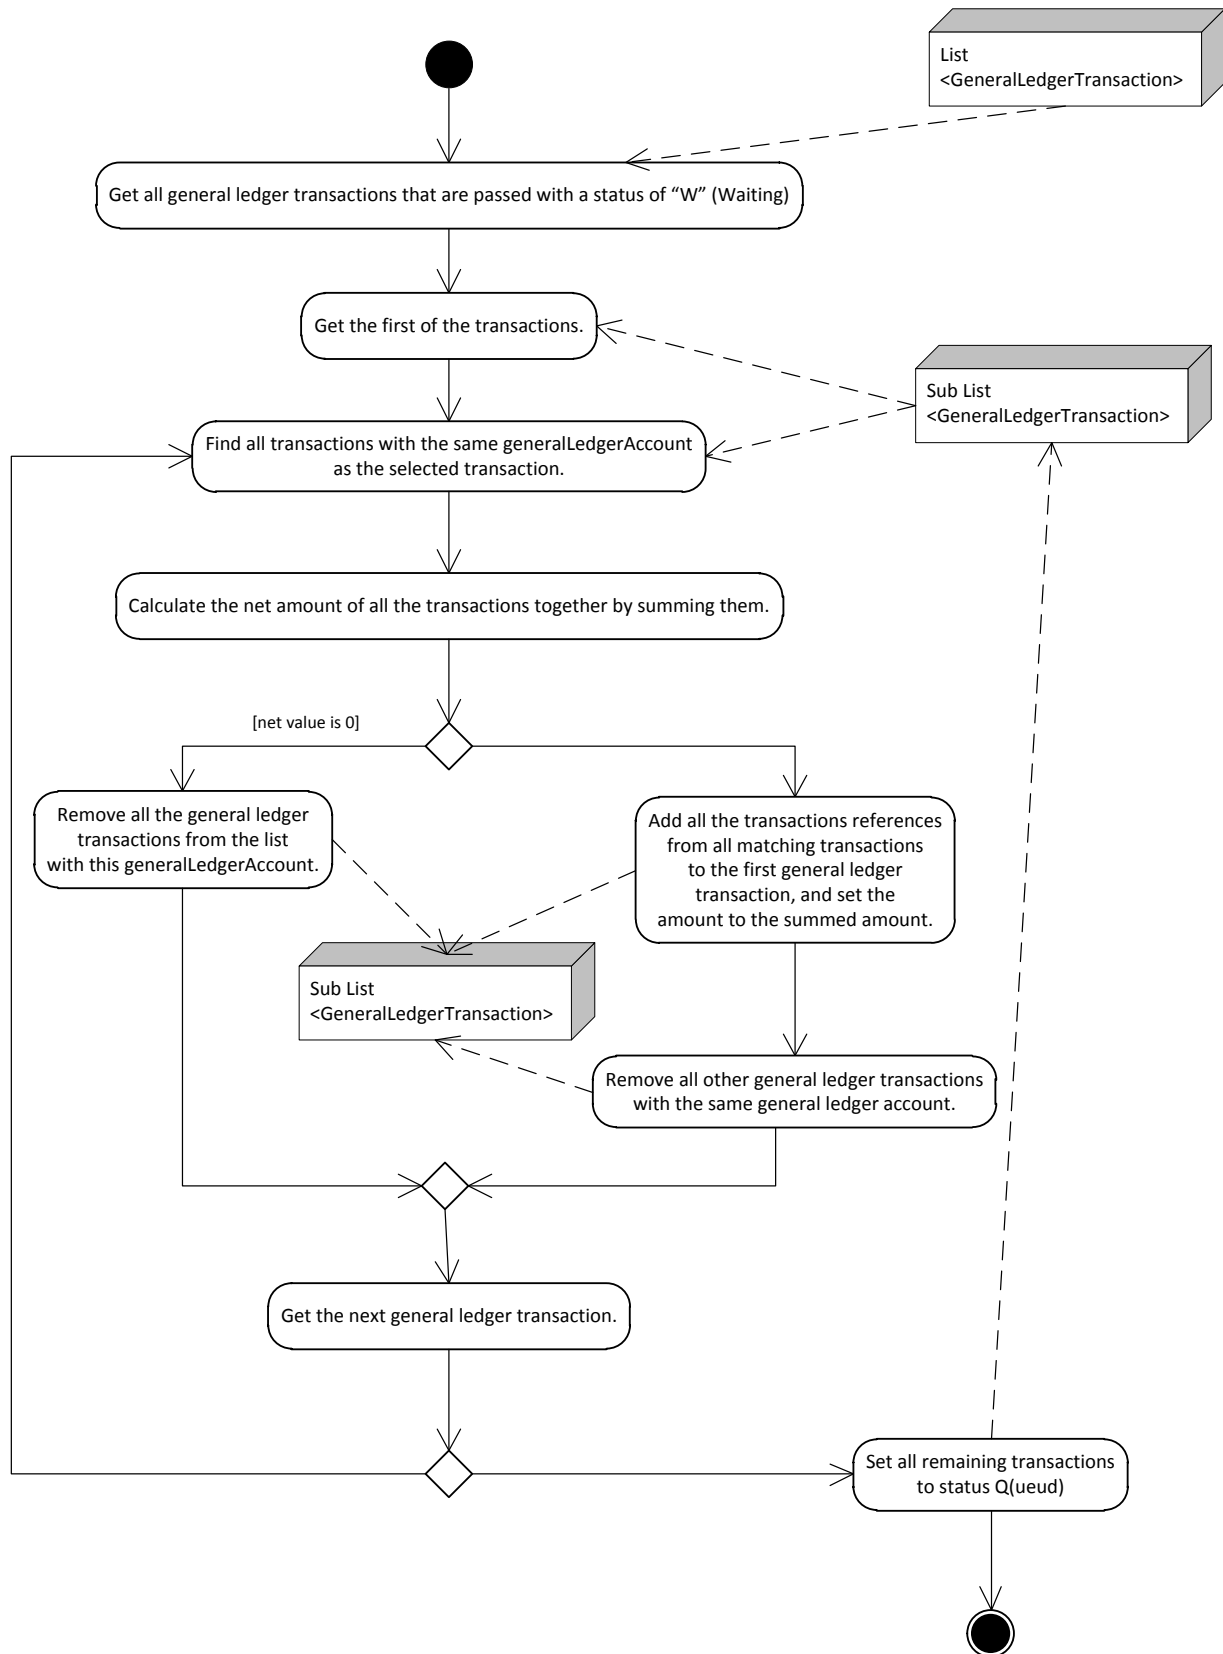 List
<GeneralLedgerTransaction>
Get all general ledger transactions that are passed with a status of “W” (Waiting)
Get the first of the transactions.
Sub List
<GeneralLedgerTransaction>
Find all transactions with the same generalLedgerAccount
as the selected transaction.
Calculate the net amount of all the transactions together by summing them.
[net value is 0]
Remove all the general ledger
transactions from the list
with this generalLedgerAccount.
Add all the transactions references
from all matching transactions
to the first general ledger
transaction, and set the
amount to the summed amount.
Sub List
<GeneralLedgerTransaction>
Remove all other general ledger transactions
with the same general ledger account.
Get the next general ledger transaction.
Set all remaining transactions
to status Q(ueud)